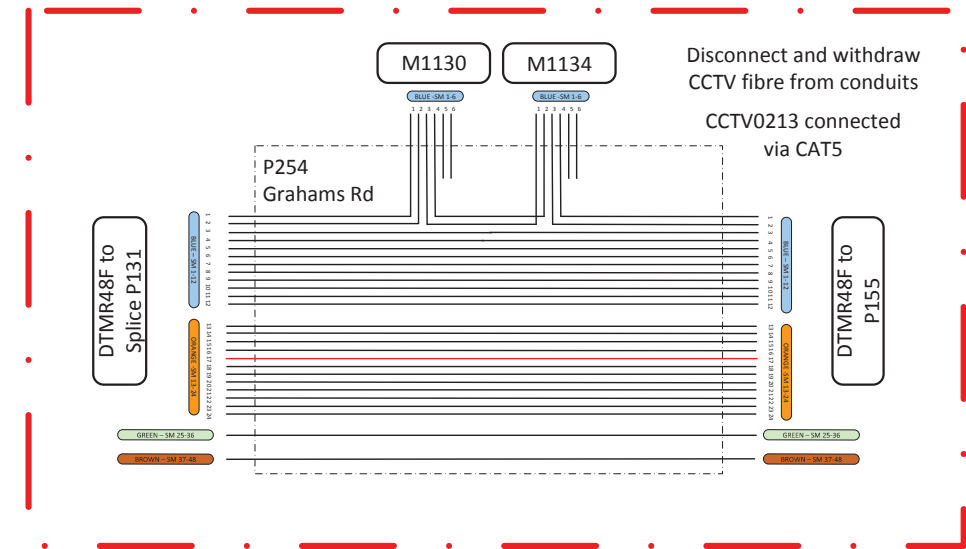 M1130
M1134
Disconnect and withdraw
CCTV fibre from conduits
CCTV0213 connected
via CAT5
BLUE -SM 1-6
BLUE -SM 1-6
1 2 3 4 5 6
1 2 3 4 5 6
P254
Grahams Rd
DTMR48F to
Splice P131
BLUE – SM 1-12
1 2 3 4 5 6 7 8 9 10 11 12
ORANGE -SM 13-24
13 14 15 16 17 18 19 20 21 22 23 24
GREEN – SM 25-36
BROWN – SM 37-48
1 2 3 4 5 6 7 8 9 10 11 12
BLUE – SM 1-12
13 14 15 16 17 18 19 20 21 22 23 24
ORANGE -SM 13-24
DTMR48F to
P155
GREEN – SM 25-36
BROWN – SM 37-48